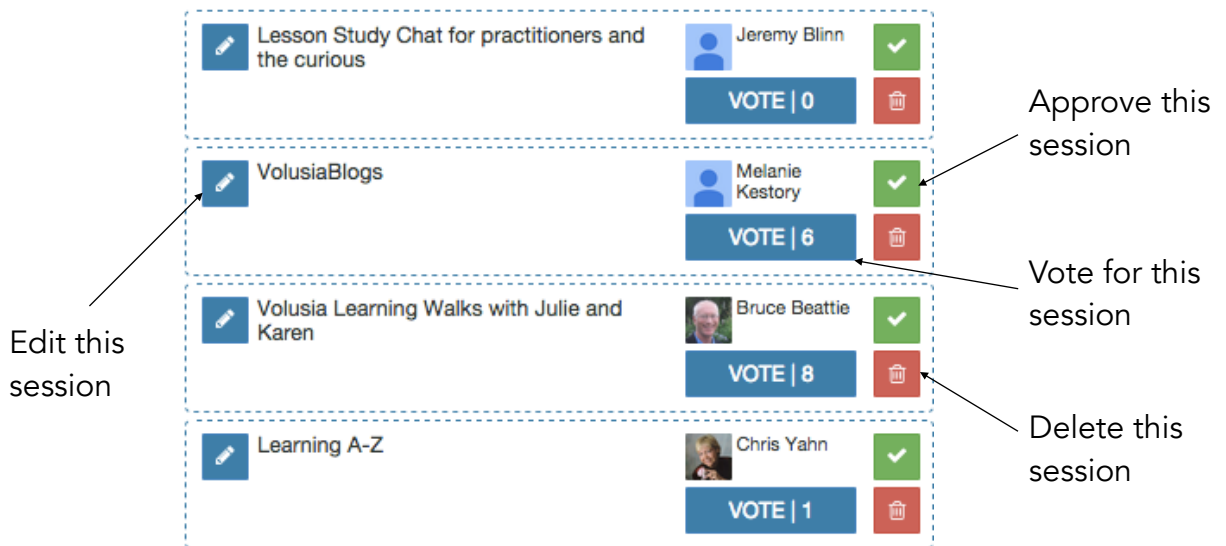 Lesson Study Chat for practitioners and
the curious
Jeremy Blinn
VOTE | 0
VolusiaBlogs
Melanie
Kestory
VOTE | 6
Volusia Learning Walks with Julie and
Karen
Bruce Beattie
VOTE | 8
Learning A-Z
Chris Yahn
VOTE | 1
Edit this
session
Approve this
session
Vote for this
session
Delete this
session